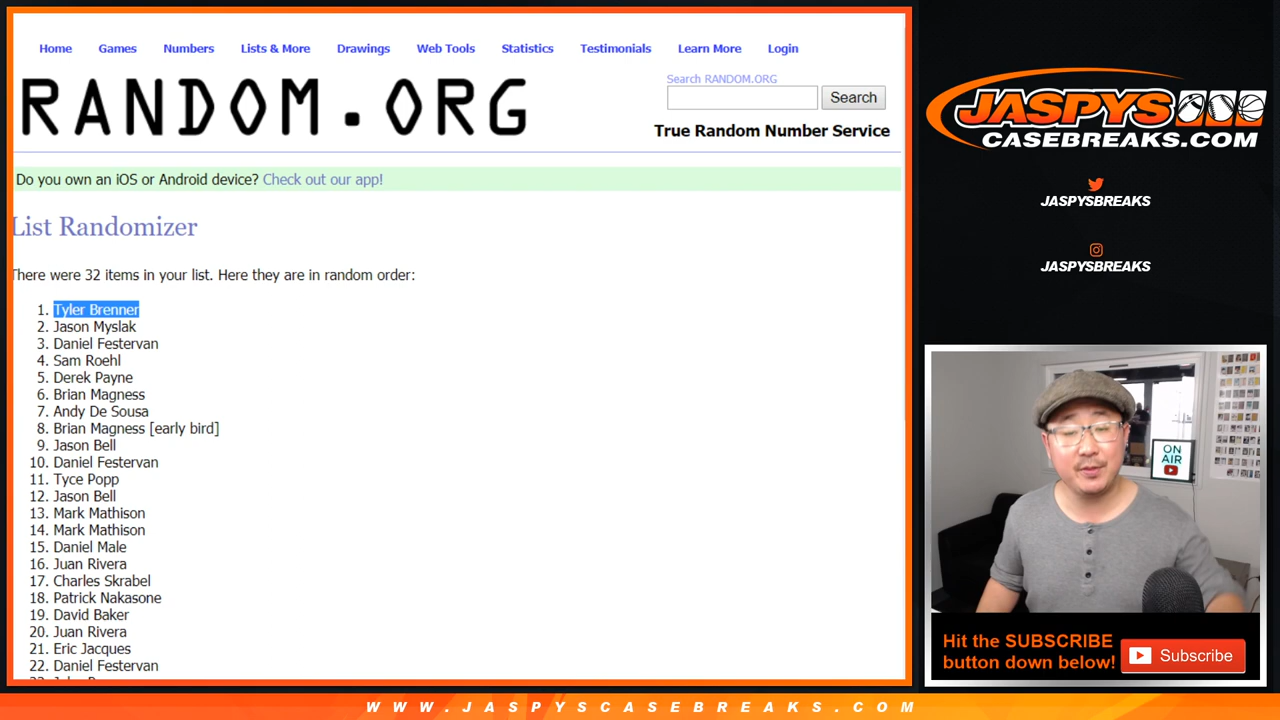 Home Games Numbers Lists & More Drawings Web Tools Statistics Testimonials Learn More Login
RANDOM.ORG
Search RANDOM.ORG
Search
True Random Number Service
Do you own an iOS or Android device? Check out our app!
List Randomizer
There were 32 items in your list. Here they are in random order:
1. Tyler Brenner
2. Jason Myslak
3. Daniel Festervan
4. Sam Roehl
5. Derek Payne
6. Brian Magness
7. Andy De Sousa
8. Brian Magness [early bird]
9. Jason Bell
10. Daniel Festervan
11. Tyce Popp
12. Jason Bell
13. Mark Mathison
14. Mark Mathison
15. Daniel Male
16. Juan Rivera
17. Charles Skrabel
18. Patrick Nakasone
19. David Baker
20. Juan Rivera
21. Eric Jacques
22. Daniel Festervan
JASPYS
CASEBREAKS.COM
JASPYSBREAKS
JASPYSBREAKS
ON
AIR
Hit the SUBSCRIBE
button down below!
Subscribe
WWW.JASPYSCASEBREAKS.COM